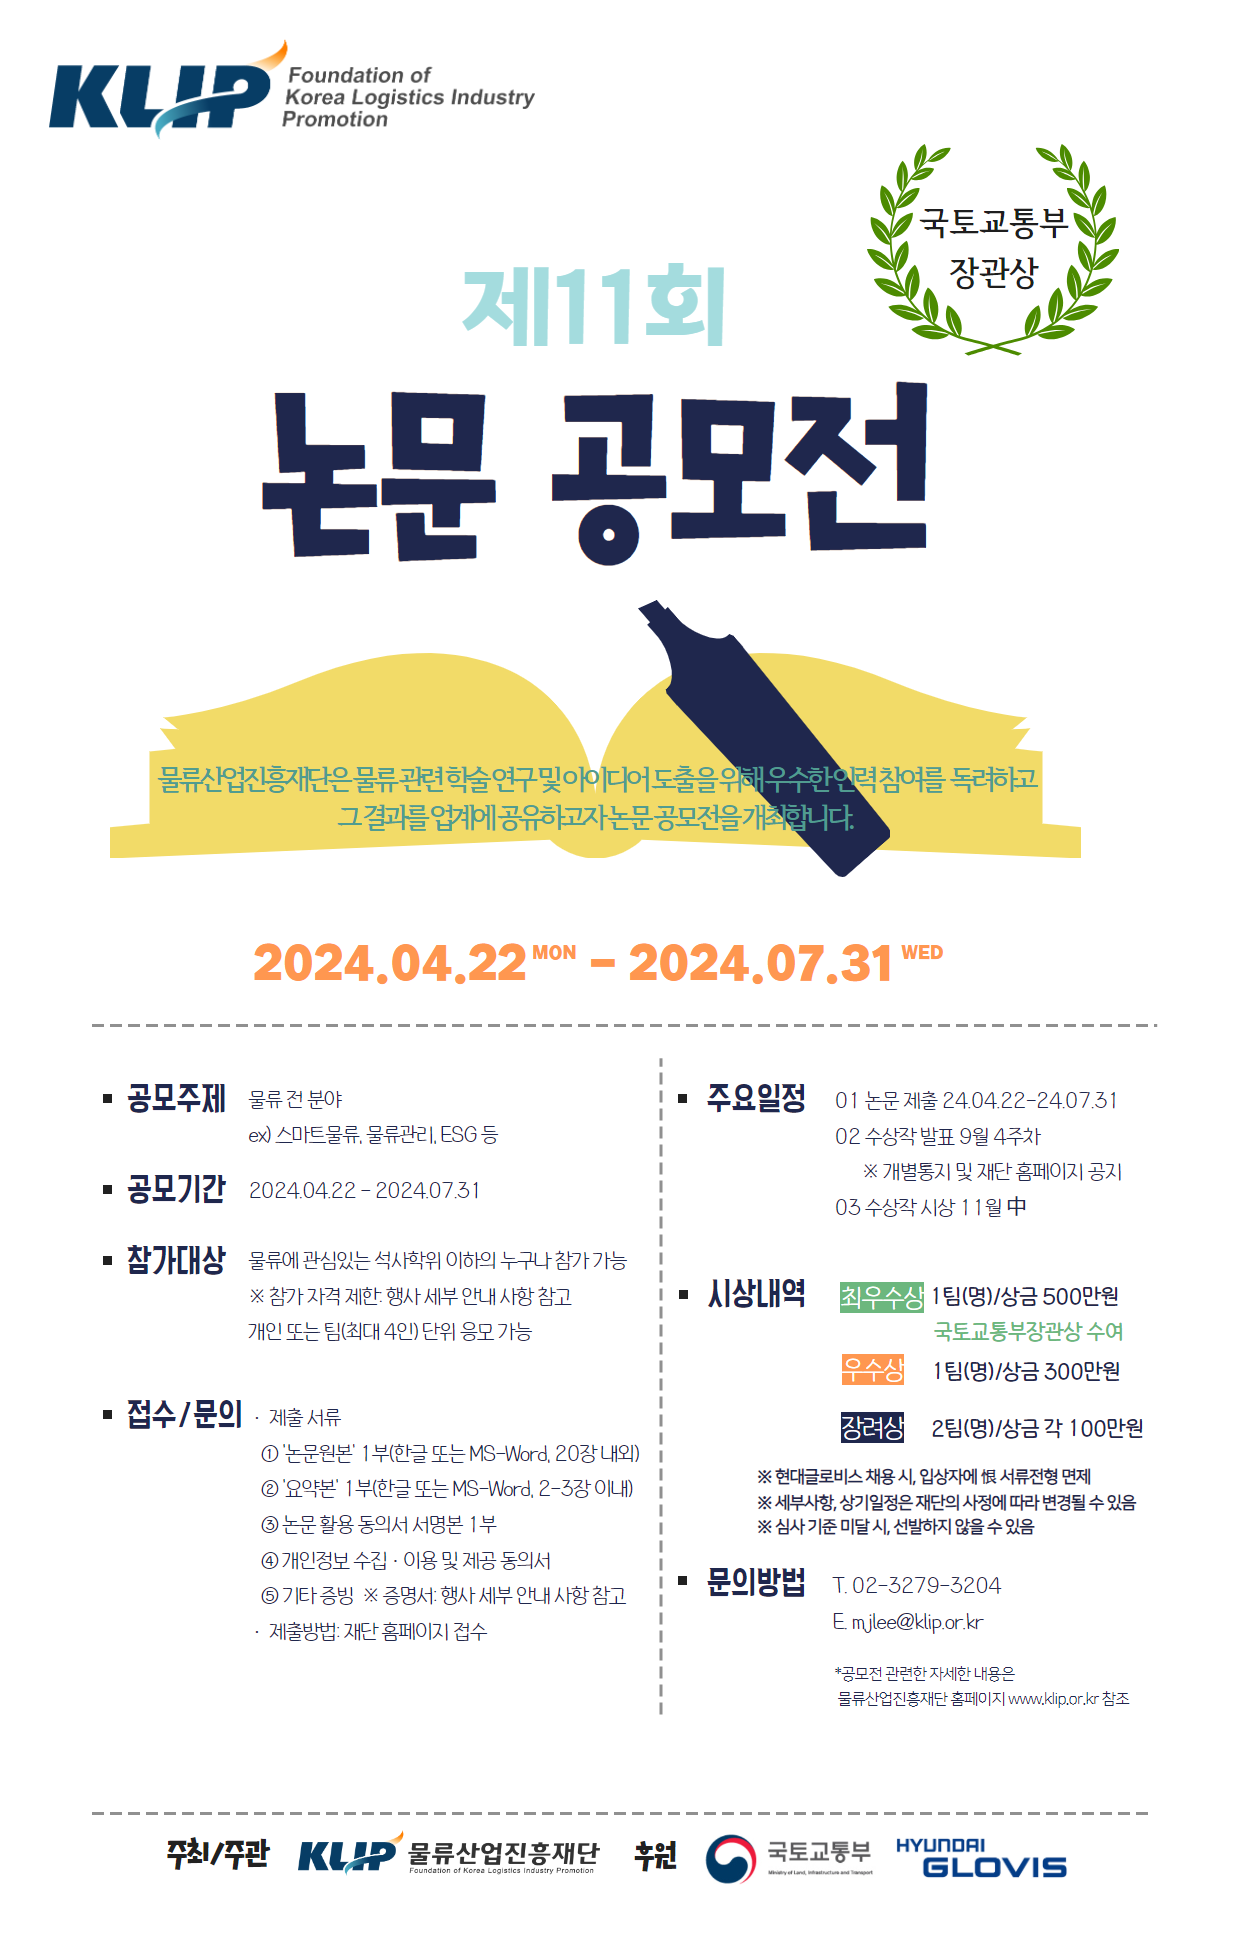 KLIP Foundation of
Korea Logistics Industry
Promotion
국토교통부
장관상
제11회
논문 공모전
물류산업진흥재단은 물류 관련 학술 연구 및 아이디어 도출을 위해 우수한 인력 참여를 독려하고
그 결과를 업계에 공유하고자 논문 공모전을 개최합니다.
2024.04.22 MON - 2024.07.31 WED
공모주제 물류 전 분야
ex) 스마트물류, 물류관리, ESG 등
공모기간 2024.04.22 - 2024.07.31
참가대상 물류에 관심있는 석사학위 이하의 누구나 참가 가능
※ 참가 자격 제한: 행사 세부 안내 사항 참고
개인 또는 팀(최대 4인) 단위 응모 가능
접수/문의 · 제출 서류
① '논문원본' 1부(한글 또는 MS-Word, 20장 내외)
② '요약본' 1부(한글 또는 MS-Word, 2-3장 이내)
③ 논문 활용 동의서 서명본 1부
④ 개인정보 수집 · 이용 및 제공 동의서
⑤ 기타 증빙 ※ 증명서: 행사 세부 안내 사항 참고
· 제출방법: 재단 홈페이지 접수
주요일정 01 논문 제출 24.04.22-24.07.31
02 수상작 발표 9월 4주차
※ 개별통지 및 재단 홈페이지 공지
03 수상작 시상 11월 中
시상내역 최우수상 1팀(명)/상금 500만원
국토교통부장관상 수여
우수상 1팀(명)/상금 300만원
장려상 2팀(명)/상금 각 100만원
※ 현대글로비스 채용 시, 입상자에 恨 서류전형 면제
※ 세부사항, 상기일정은 재단의 사정에 따라 변경될 수 있음
※ 심사 기준 미달 시, 선발하지 않을 수 있음
문의방법 T. 02-3279-3204
E. mjlee@klip.or.kr
*공모전 관련한 자세한 내용은
물류산업진흥재단 홈페이지 www.klip.or.kr 참조
주최/주관 KLIP 물류산업진흥재단 후원 국토교통부 HYUNDAI
Foundation of Korea Logistics Industry Promotion Ministry of Land, Infrastructure and Transport GLOVIS